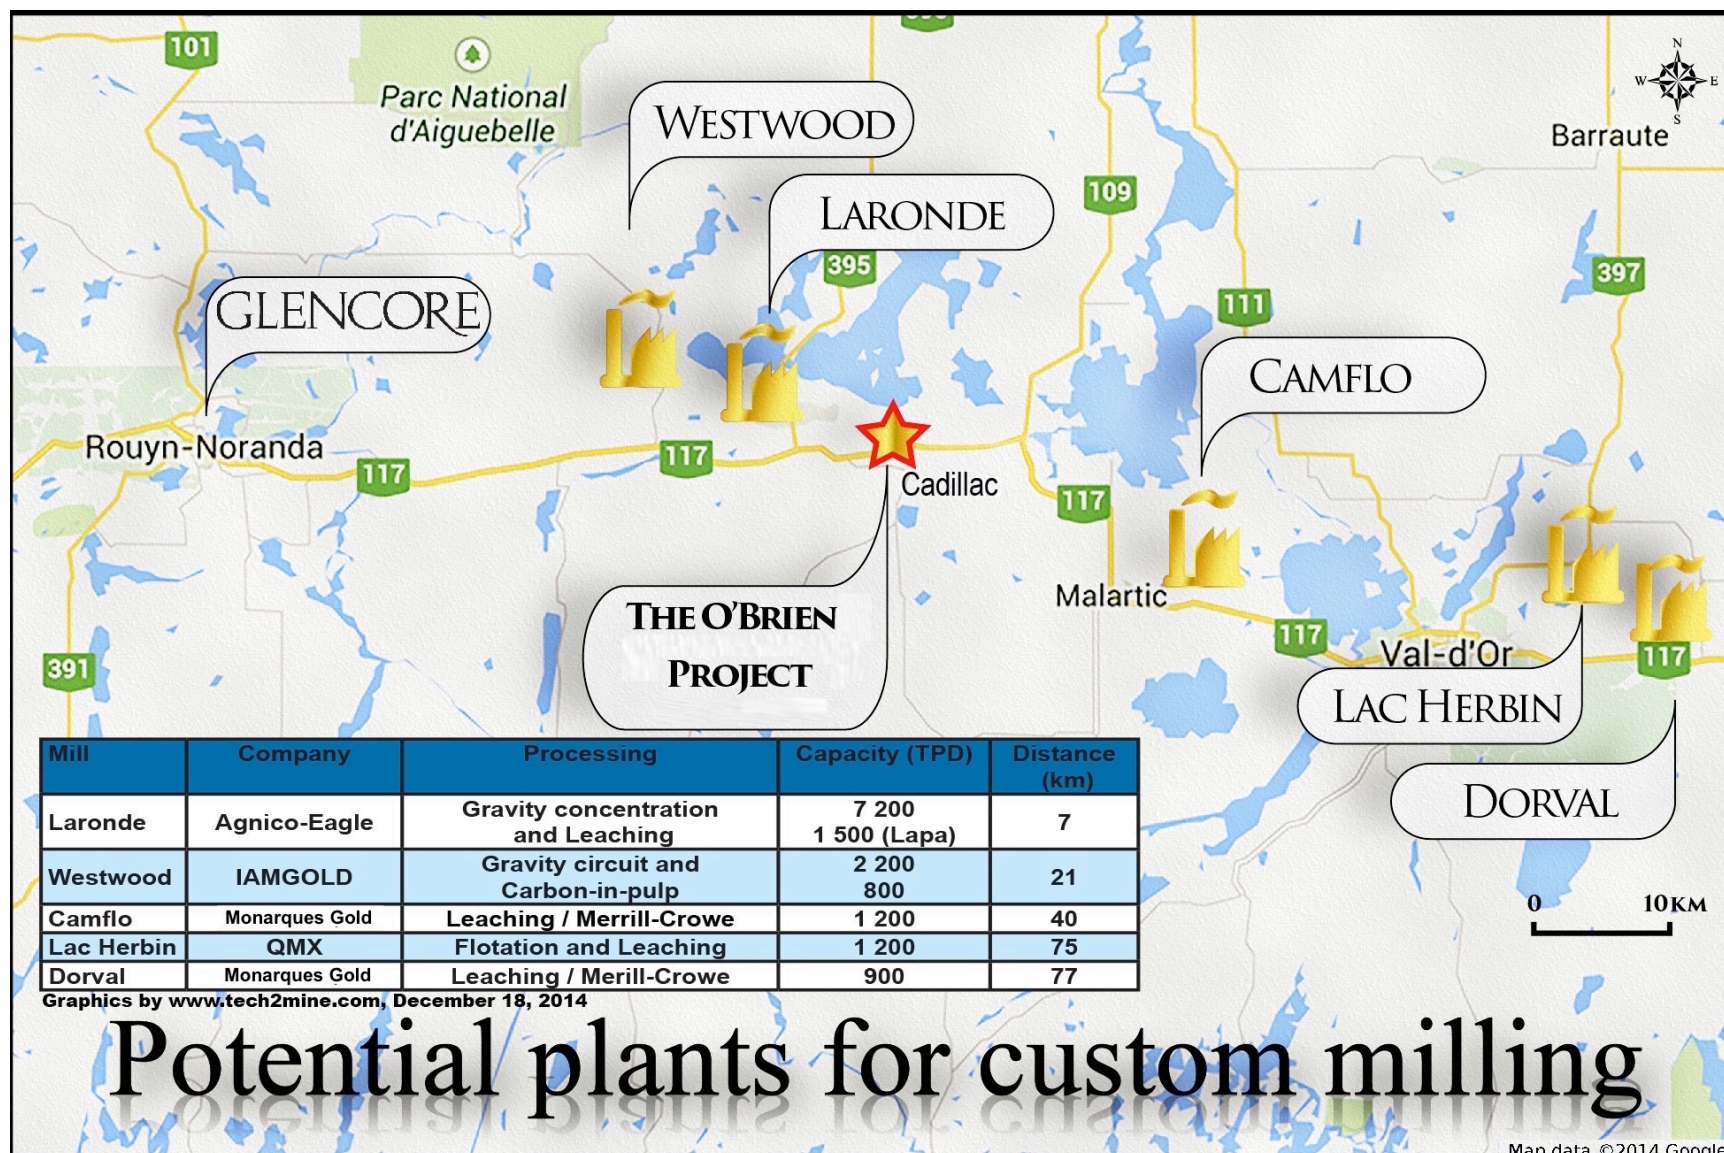 101
Parc National
d'Aiguebelle
N
W E
S
Barraute
WESTWOOD
LARONDE
109
395
397
111
GLENCORE
CAMFLO
Rouyn-Noranda
117
117
Cadillac
117
Malartic
THE O'BRIEN
PROJECT
391
117
Val-d'Or
117
LAC HERBIN
DORVAL
0 10 KM
Mill Company Processing Capacity (TPD) Distance
(km)
Laronde Agnico-Eagle Gravity concentration
and Leaching 7 200
1 500 (Lapa) 7
Westwood IAMGOLD Gravity circuit and
Carbon-in-pulp 2 200
800 21
Camflo Monarques Gold Leaching / Merrill-Crowe 1 200 40
Lac Herbin QMX Flotation and Leaching 1 200 75
Dorval Monarques Gold Leaching / Merill-Crowe 900 77
Graphics by www.tech2mine.com, December 18, 2014
Potential plants for custom milling
Map data ©2014 Google